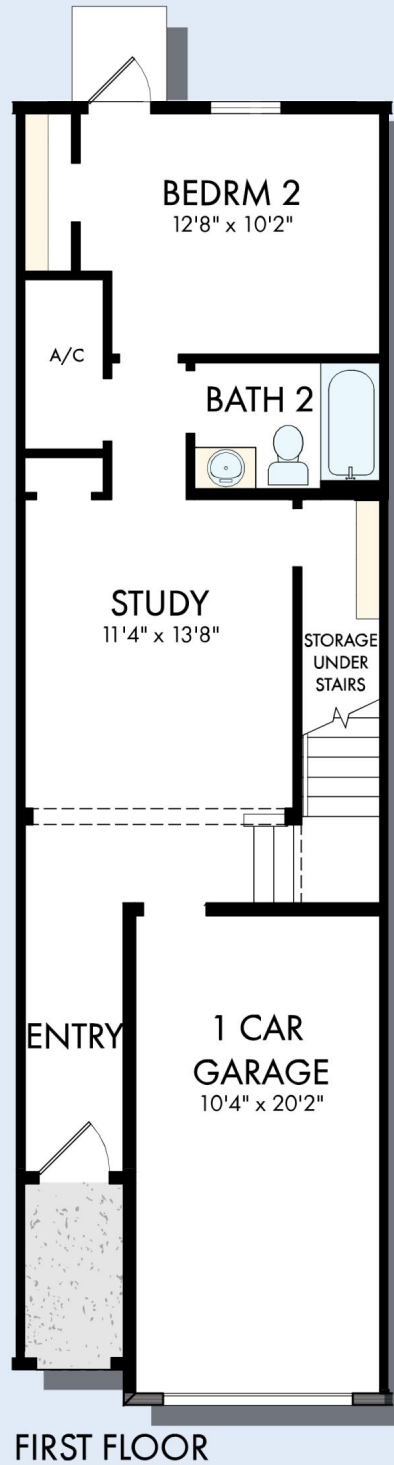 BEDRM 2
12'8" x 10'2"
A/C
BATH 2
STUDY
11'4" x 13'8"
STORAGE
UNDER
STAIRS
ENTRY
1 CAR
GARAGE
10'4" x 20'2"
FIRST FLOOR